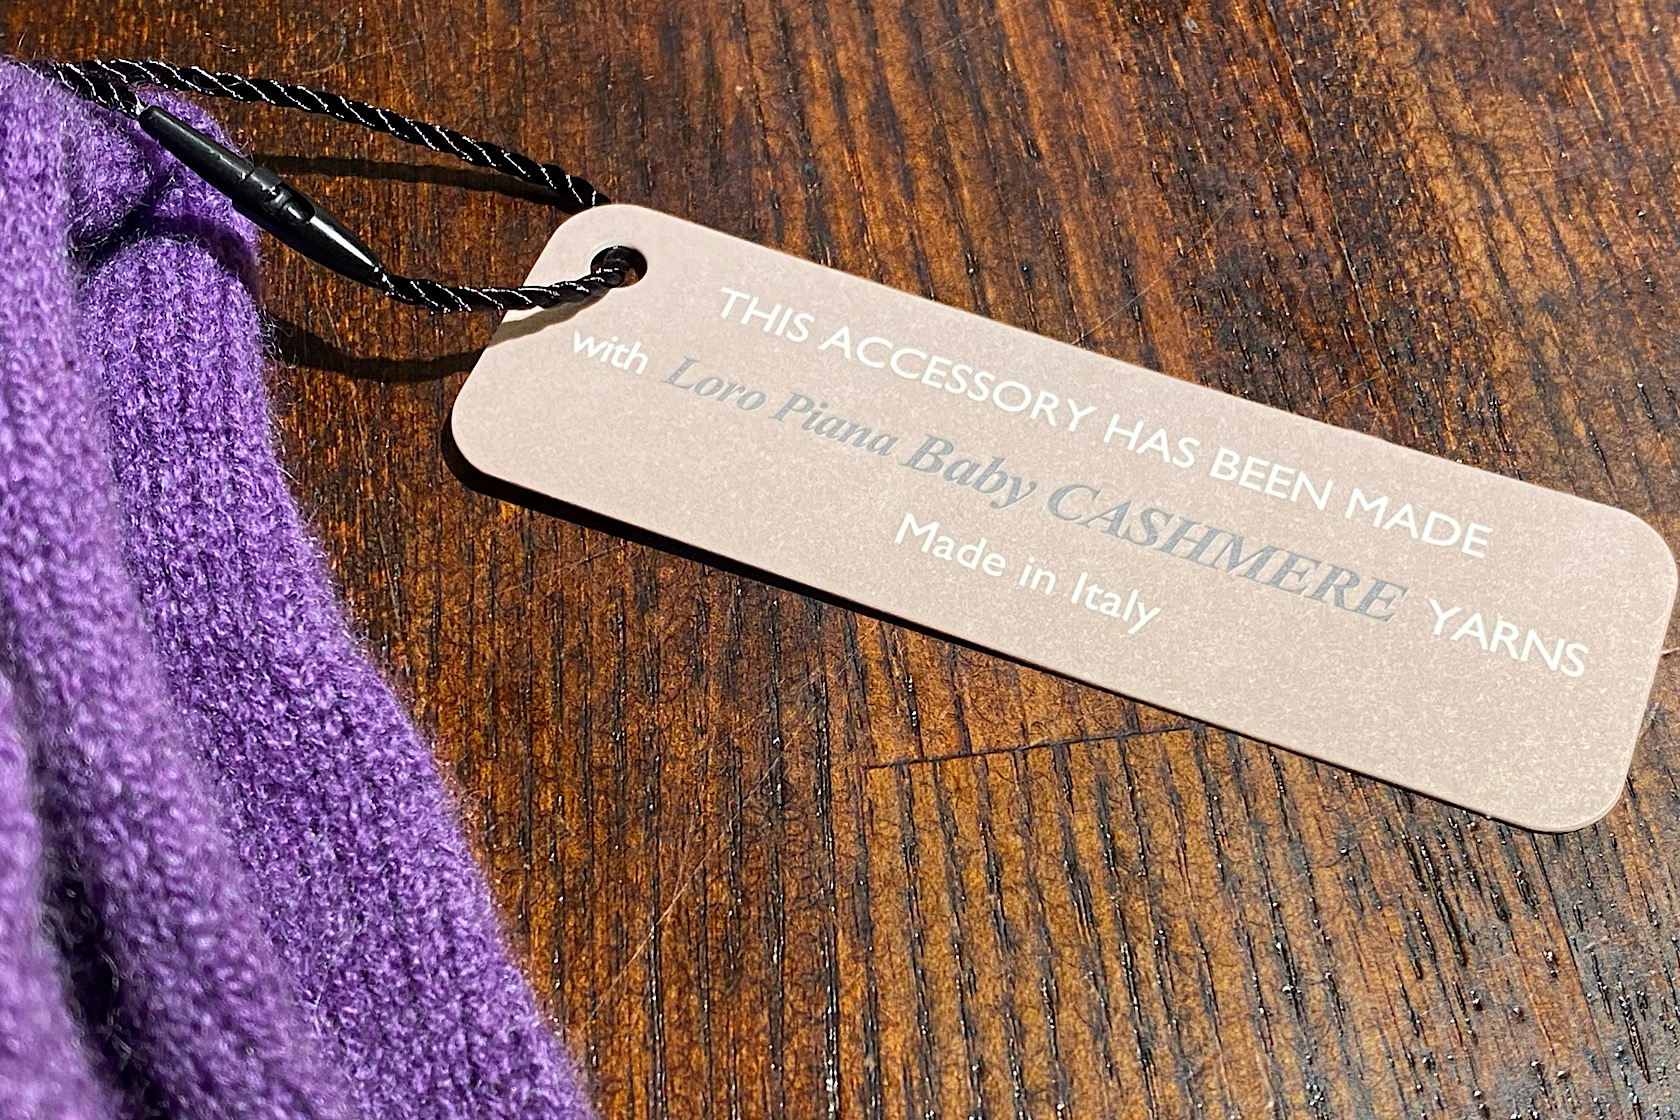 THIS ACCESSORY HAS BEEN MADE
with Loro Piana Baby CASHMERE YARNS
Made in Italy